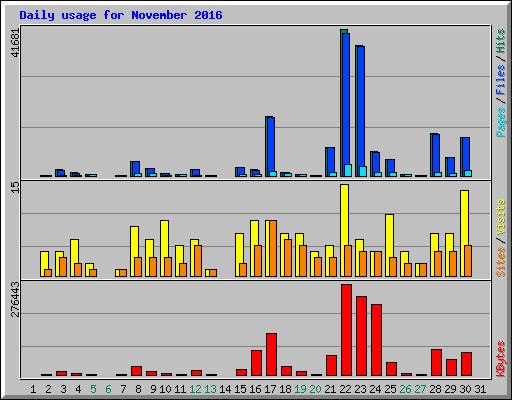 Daily usage for November 2016
41681
Pages / Files / Hits
15
Sites / Visits
276443
KBytes
1 2 3 4 5 6 7 8 9 10 11 12 13 14 15 16 17 18 19 20 21 22 23 24 25 26 27 28 29 30 31